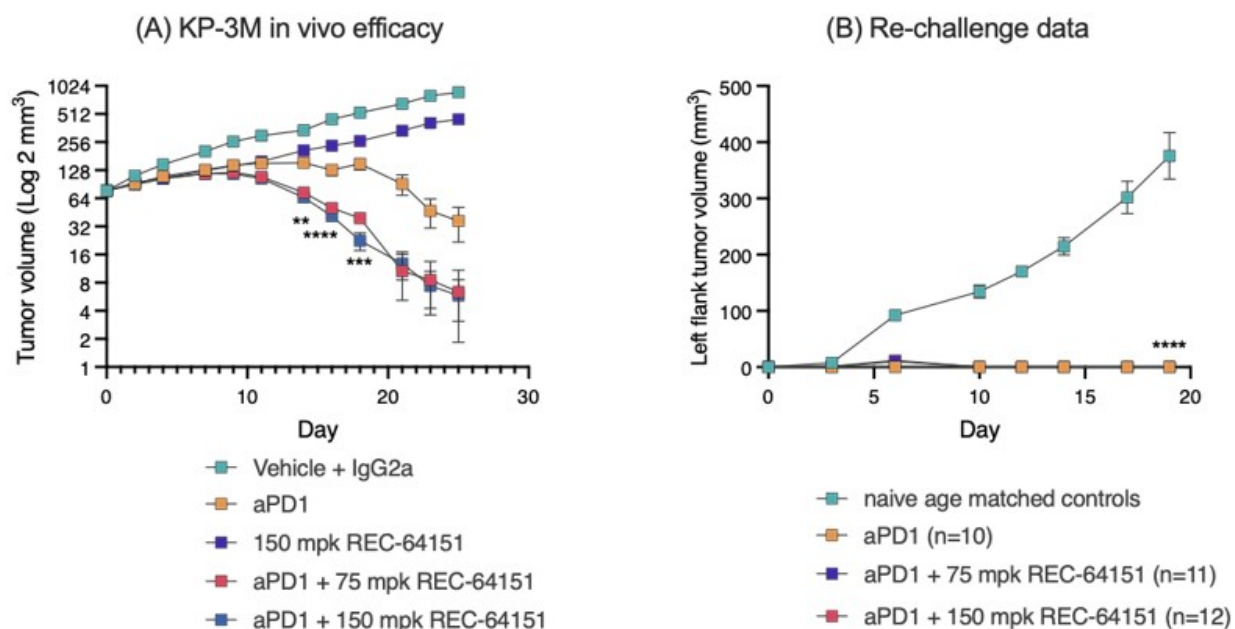 (A) KP-3M in vivo efficacy
Tumor volume (Log 2 mm³)
1024
512
256
128
64
32
16
8
4
2
1
**
****
***
0
10
20
30
Day
Vehicle + IgG2a
aPD1
150 mpk REC-64151
aPD1 + 75 mpk REC-64151
aPD1 + 150 mpk REC-64151
(B) Re-challenge data
Left flank tumor volume (mm³)
500
400
300
200
100
0
****
0
5
10
15
20
Day
naive age matched controls
aPD1 (n=10)
aPD1 + 75 mpk REC-64151 (n=11)
aPD1 + 150 mpk REC-64151 (n=12)